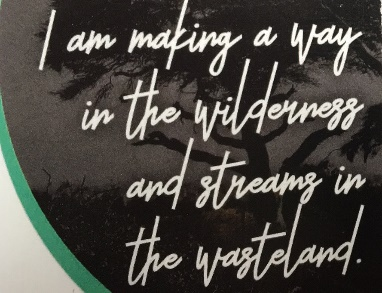 I am making a way
in the wilderness
and streams in
the wasteland.